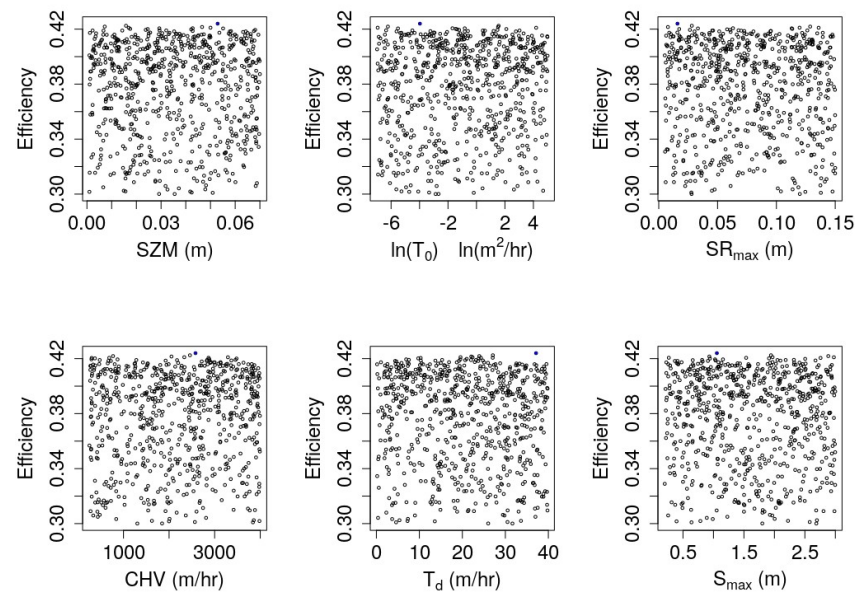 Efficiency
0.30 0.34 0.38 0.42
0.00 0.03 0.06
SZM (m)
Efficiency
0.30 0.34 0.38 0.42
-6 -2 2 4
ln(T₀) ln(m²/hr)
Efficiency
0.30 0.34 0.38 0.42
0.00 0.05 0.10 0.15
SRmax (m)
Efficiency
0.30 0.34 0.38 0.42
1000 3000
CHV (m/hr)
Efficiency
0.30 0.34 0.38 0.42
0 10 20 30 40
Td (m/hr)
Efficiency
0.30 0.34 0.38 0.42
0.5 1.5 2.5
Smax (m)